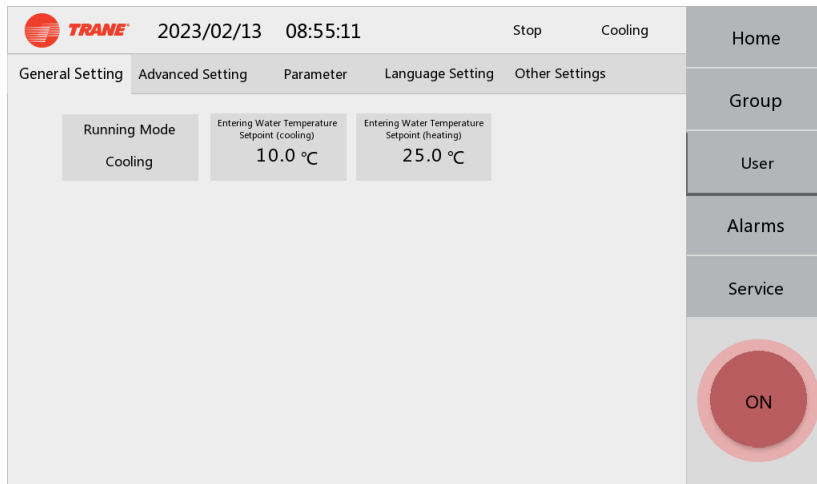 TRANE 2023/02/13 08:55:11 Stop Cooling
General Setting Advanced Setting Parameter Language Setting Other Settings
Running Mode
Cooling
Entering Water Temperature
Setpoint (cooling)
10.0 ℃
Entering Water Temperature
Setpoint (heating)
25.0 ℃
Home
Group
User
Alarms
Service
ON